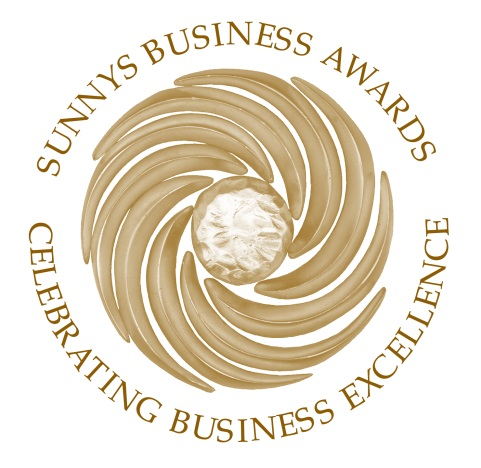 SUNNYS BUSINESS AWARDS
CELEBRATING BUSINESS EXCELLENCE